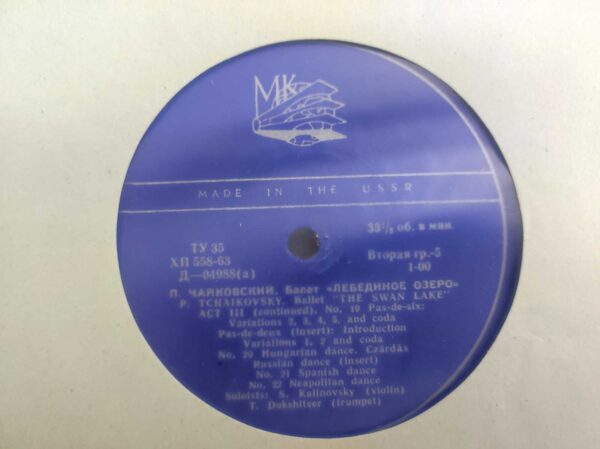 МК
MADE IN THE USSR
ТУ 35
ХП 558-63
Д—04988(а)
33⅓ об. в мин.
Вторая гр.-5
1-00
П. ЧАЙКОВСКИЙ. Балет «ЛЕБЕДИНОЕ ОЗЕРО»
P. TCHAIKOVSKY. Ballet "THE SWAN LAKE"
ACT III (continued). No. 19 Pas-de-six:
Variations 2, 3, 4, 5, and coda
Pas-de-deux (insert): Introduction
Variations 1, 2 and coda
No. 20 Hungarian dance. Czárdás
Russian dance (insert)
No. 21 Spanish dance
No. 22 Neapolitan dance
Soloists: S. Kalinovsky (violin)
T. Dokshitser (trumpet)